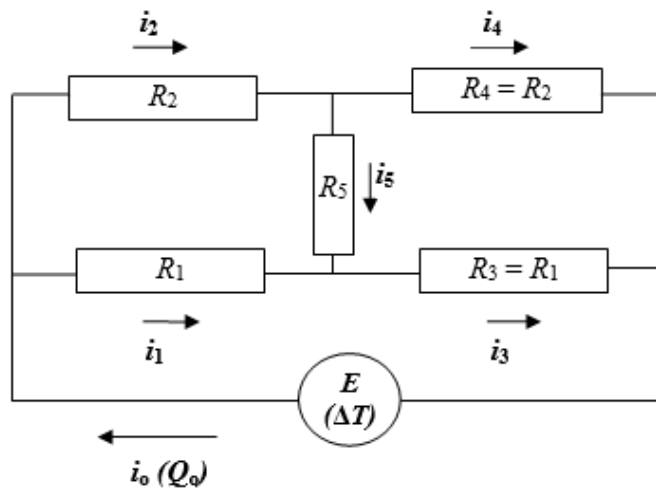 i₂ i₄
R₂ R₄ = R₂
R₅ i₅
R₁ R₃ = R₁
i₁ i₃
E
(ΔT)
iₒ (Qₒ)